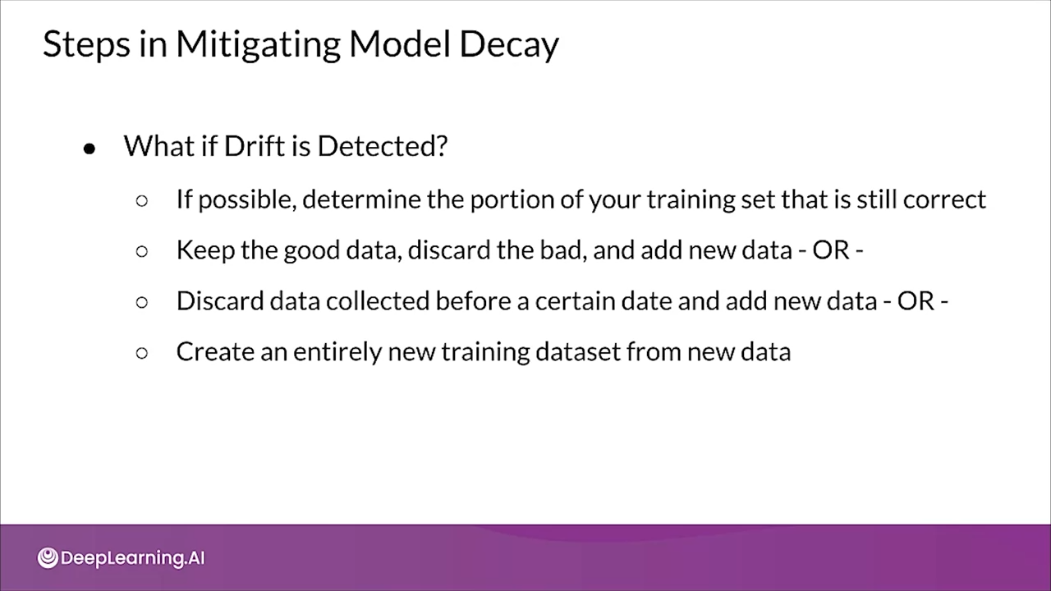 Steps in Mitigating Model Decay
● What if Drift is Detected?
○ If possible, determine the portion of your training set that is still correct
○ Keep the good data, discard the bad, and add new data - OR -
○ Discard data collected before a certain date and add new data - OR -
○ Create an entirely new training dataset from new data
DeepLearning.AI